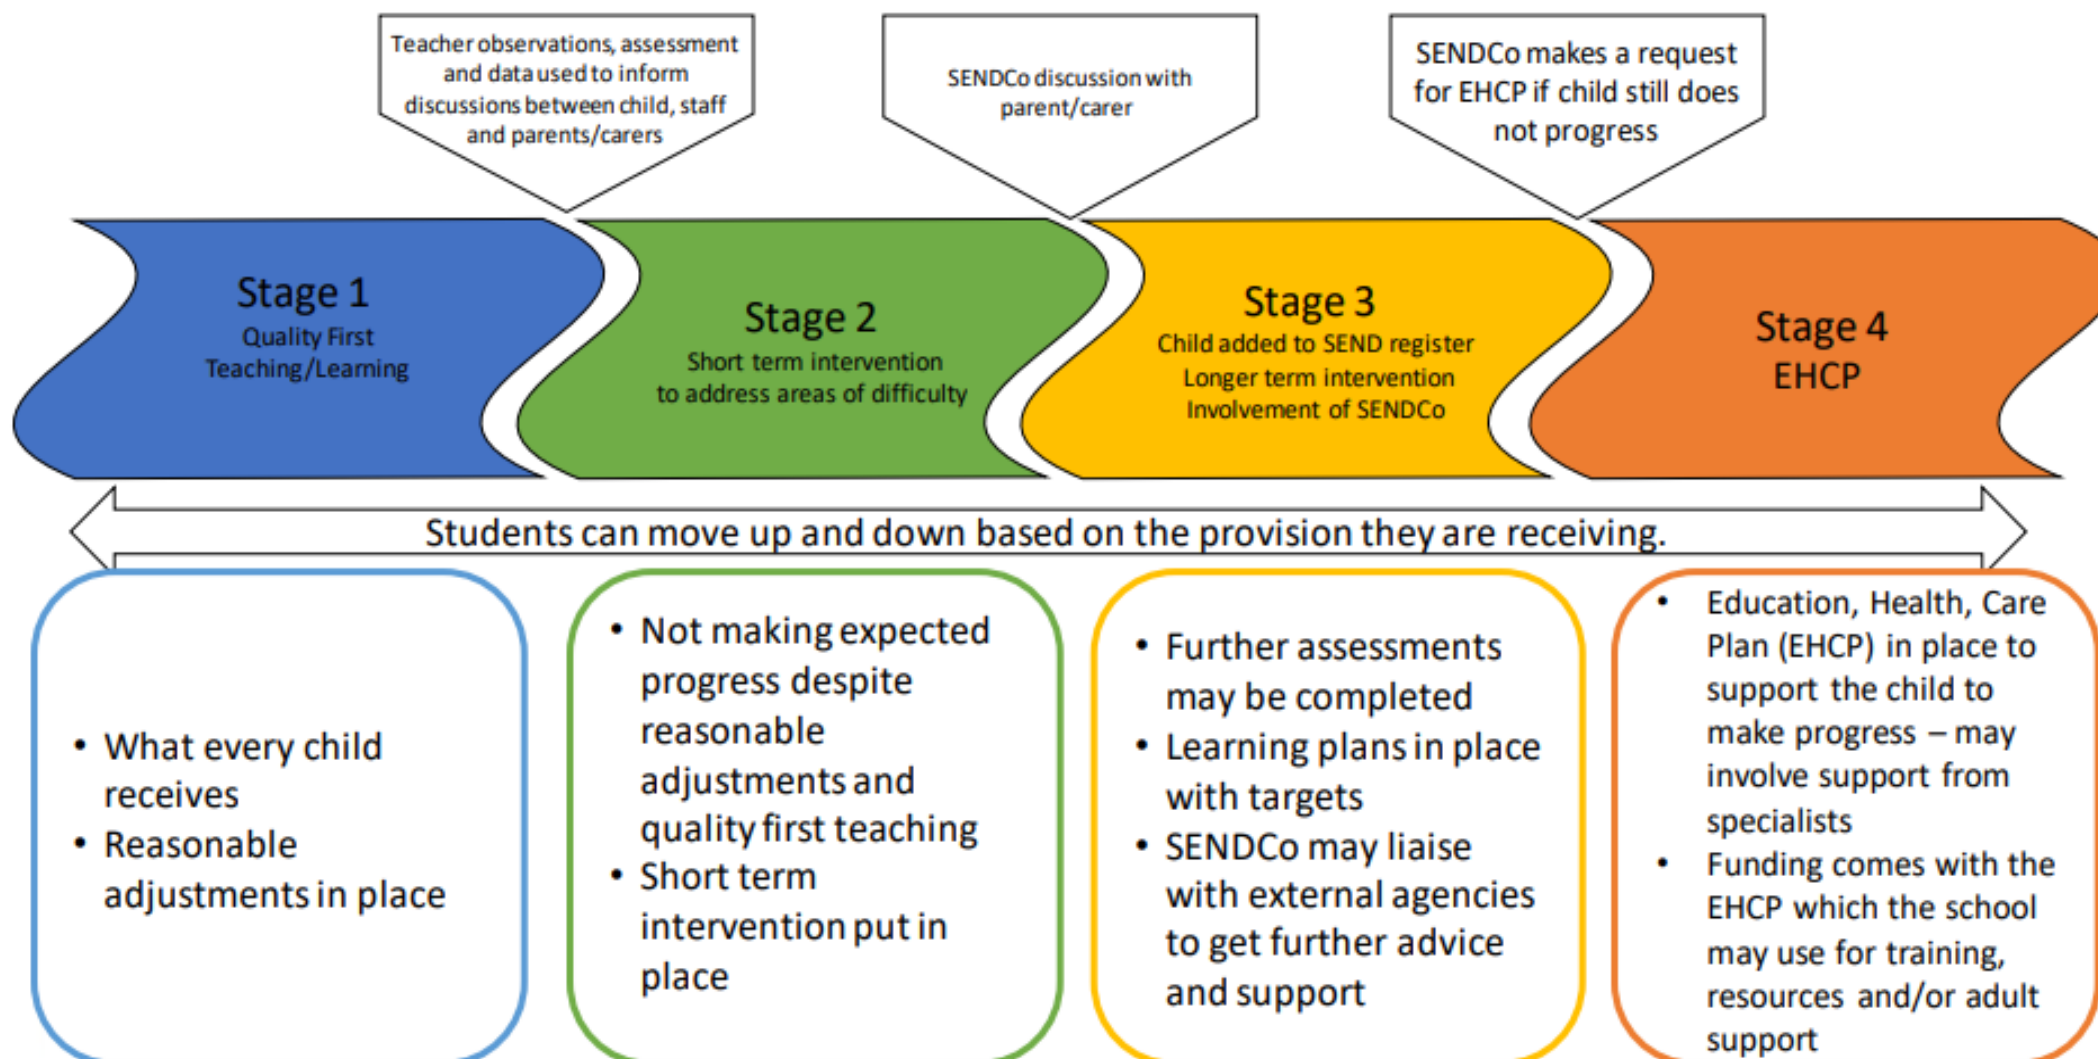 Teacher observations, assessment
and data used to inform
discussions between child, staff
and parents/carers
SENDCo discussion with
parent/carer
SENDCo makes a request
for EHCP if child still does
not progress
Stage 1
Quality First
Teaching/Learning
Stage 2
Short term intervention
to address areas of difficulty
Stage 3
Child added to SEND register
Longer term intervention
Involvement of SENDCo
Stage 4
EHCP
Students can move up and down based on the provision they are receiving.
• What every child
receives
• Reasonable
adjustments in place
• Not making expected
progress despite
reasonable
adjustments and
quality first teaching
• Short term
intervention put in
place
• Further assessments
may be completed
• Learning plans in place
with targets
• SENDCo may liaise
with external agencies
to get further advice
and support
• Education, Health, Care
Plan (EHCP) in place to
support the child to
make progress – may
involve support from
specialists
• Funding comes with the
EHCP which the school
may use for training,
resources and/or adult
support